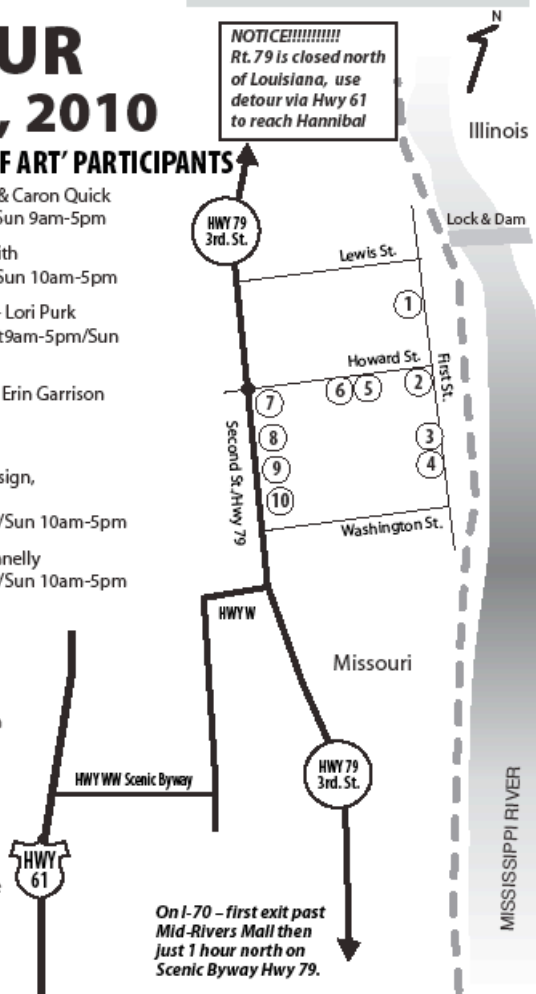 UR
, 2010
F ART' PARTICIPANTS
& Caron Quick
Sun 9am-5pm
ith
Sun 10am-5pm
- Lori Purk
t9am-5pm/Sun
Erin Garrison
sign,
/Sun 10am-5pm
nnelly
/Sun 10am-5pm
NOTICE!!!!!!!!!!!
Rt. 79 is closed north
of Louisiana, use
detour via Hwy 61
to reach Hannibal
N
Illinois
Lock & Dam
HWY 79
3rd. St.
Lewis St.
1
Howard St.
First St.
2
6
5
7
3
8
4
9
10
Second St./Hwy 79
Washington St.
HWY W
Missouri
HWY 79
3rd. St.
HWY WW Scenic Byway
HWY
61
MISSISSIPPI RIVER
On I-70 – first exit past
Mid-Rivers Mall then
just 1 hour north on
Scenic Byway Hwy 79.